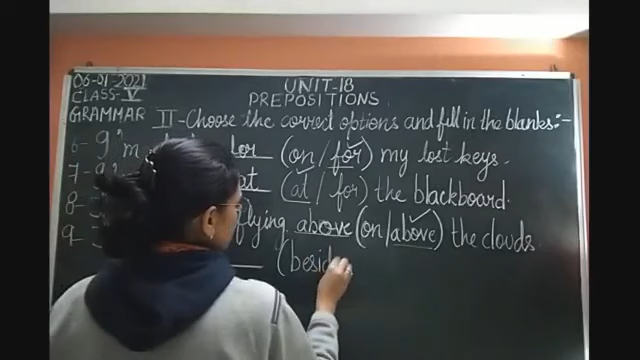 06-01-2021 UNIT-18
CLASS-V PREPOSITIONS
GRAMMAR II-Choose the correct options and fill in the blanks:-
6- I'm for (on/for) my lost keys.
7- at (at/for) the blackboard.
8- flying above (on/above) the clouds.
9- (besid